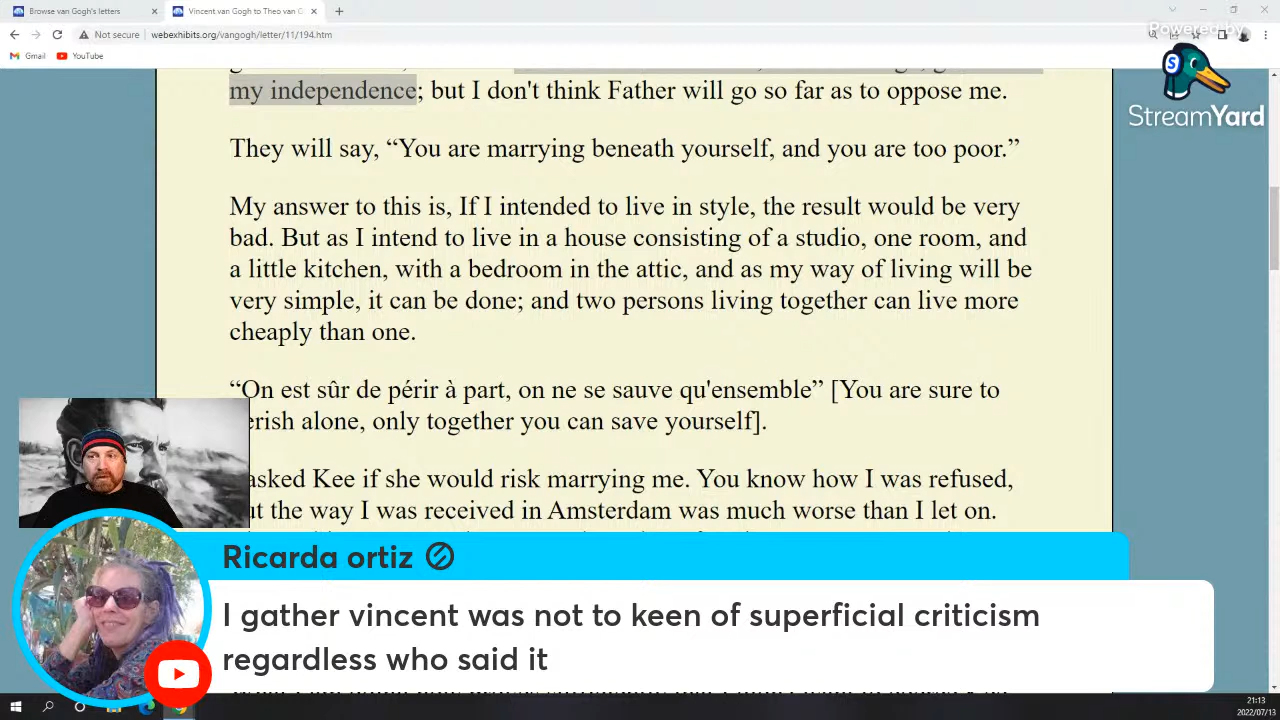 Browse van Gogh's letters
Vincent van Gogh to Theo van G
Not secure
webexhibits.org/vangogh/letter/11/194.htm
Powered by
Gmail
YouTube
StreamYard
my independence; but I don't think Father will go so far as to oppose me.
They will say, “You are marrying beneath yourself, and you are too poor.”
My answer to this is, If I intended to live in style, the result would be very
bad. But as I intend to live in a house consisting of a studio, one room, and
a little kitchen, with a bedroom in the attic, and as my way of living will be
very simple, it can be done; and two persons living together can live more
cheaply than one.
“On est sûr de périr à part, on ne se sauve qu'ensemble” [You are sure to
erish alone, only together you can save yourself].
asked Kee if she would risk marrying me. You know how I was refused,
ut the way I was received in Amsterdam was much worse than I let on.
Ricarda ortiz
I gather vincent was not to keen of superficial criticism
regardless who said it
21:13
2022/07/13